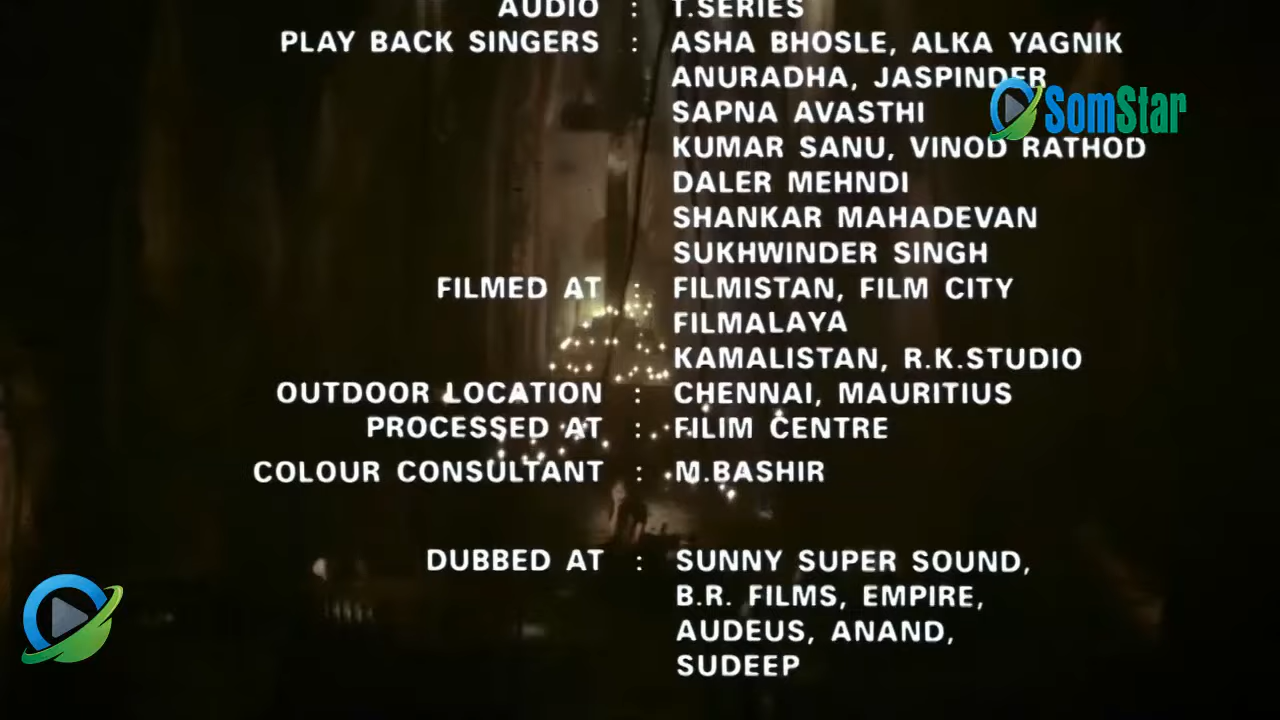 AUDIO : T.SERIES
PLAY BACK SINGERS : ASHA BHOSLE, ALKA YAGNIK
ANURADHA, JASPINDER
SAPNA AVASTHI
SomStar
KUMAR SANU, VINOD RATHOD
DALER MEHNDI
SHANKAR MAHADEVAN
SUKHWINDER SINGH
FILMED AT : FILMISTAN, FILM CITY
FILMALAYA
KAMALISTAN, R.K.STUDIO
OUTDOOR LOCATION : CHENNAI, MAURITIUS
PROCESSED AT : FILIM CENTRE
COLOUR CONSULTANT : M.BASHIR
DUBBED AT : SUNNY SUPER SOUND,
B.R. FILMS, EMPIRE,
AUDEUS, ANAND,
SUDEEP